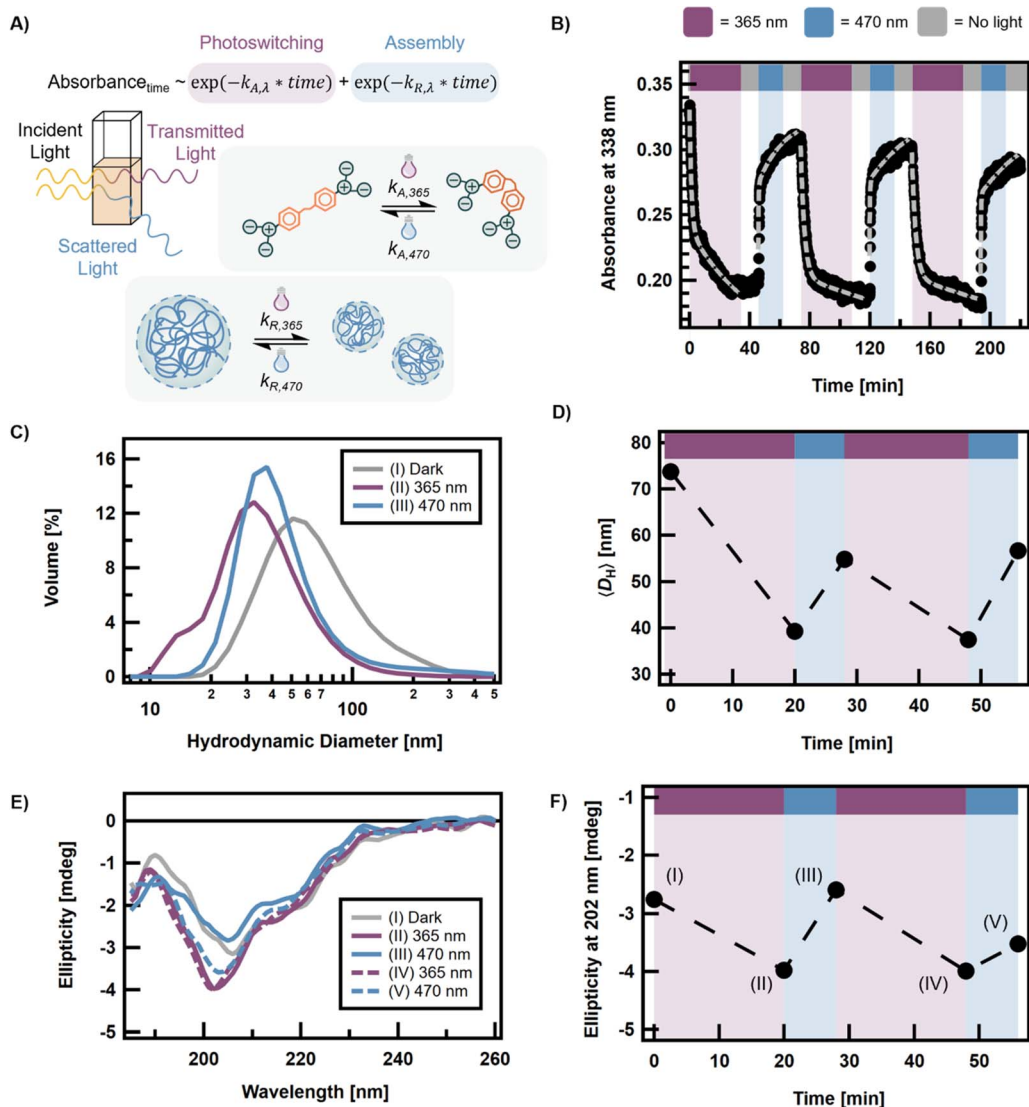 A)
Photoswitching
Assembly
Absorbance_time ~ exp(−k_A,λ * time) + exp(−k_R,λ * time)
Incident
Light
Transmitted
Light
Scattered
Light
k_A,365
k_A,470
k_R,365
k_R,470
B)
= 365 nm
= 470 nm
= No light
0.35
0.30
0.25
0.20
Absorbance at 338 nm
0 40 80 120 160 200
Time [min]
C)
16
12
8
4
0
Volume [%]
(I) Dark
(II) 365 nm
(III) 470 nm
10 2 3 4 5 6 7 100 2 3 4 5
Hydrodynamic Diameter [nm]
D)
80
70
60
50
40
30
⟨D_H⟩ [nm]
0 10 20 30 40 50
Time [min]
E)
0
-1
-2
-3
-4
-5
Ellipticity [mdeg]
(I) Dark
(II) 365 nm
(III) 470 nm
(IV) 365 nm
(V) 470 nm
200 220 240 260
Wavelength [nm]
F)
-1
-2
-3
-4
-5
Ellipticity at 202 nm [mdeg]
(I)
(II)
(III)
(IV)
(V)
0 10 20 30 40 50
Time [min]